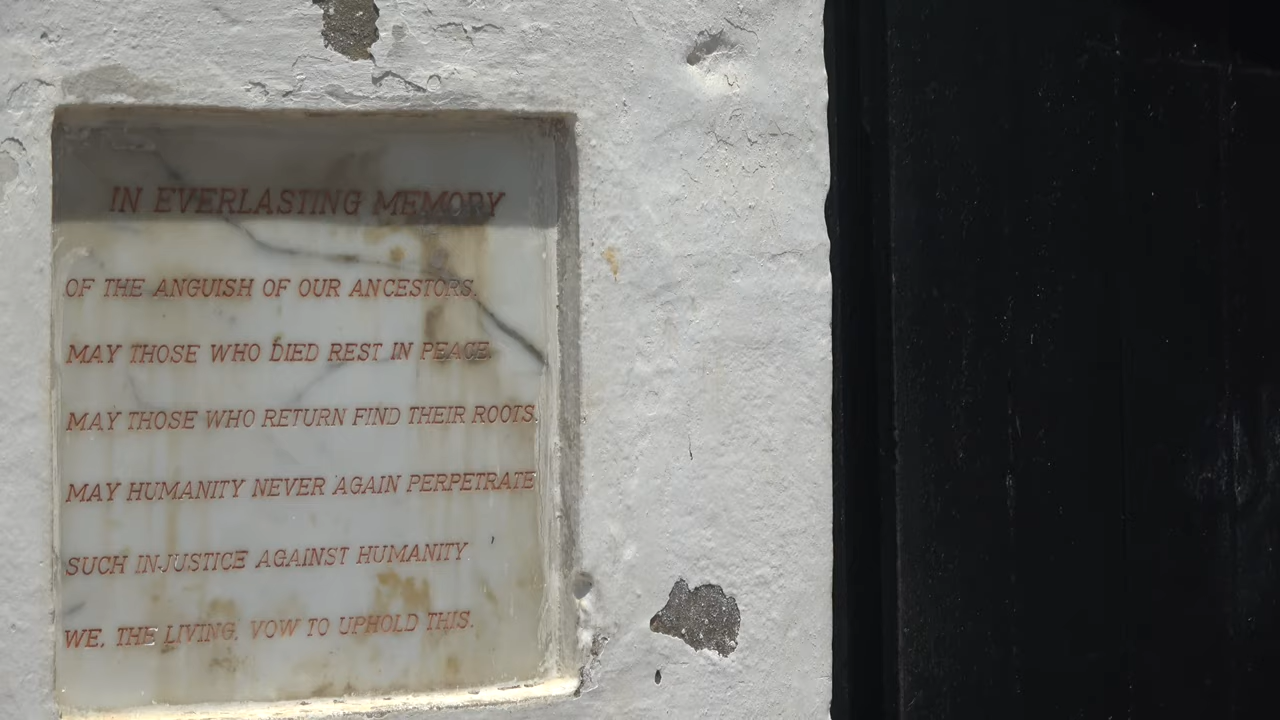 IN EVERLASTING MEMORY
OF THE ANGUISH OF OUR ANCESTORS.
MAY THOSE WHO DIED REST IN PEACE.
MAY THOSE WHO RETURN FIND THEIR ROOTS.
MAY HUMANITY NEVER AGAIN PERPETRATE
SUCH INJUSTICE AGAINST HUMANITY
WE, THE LIVING, VOW TO UPHOLD THIS.